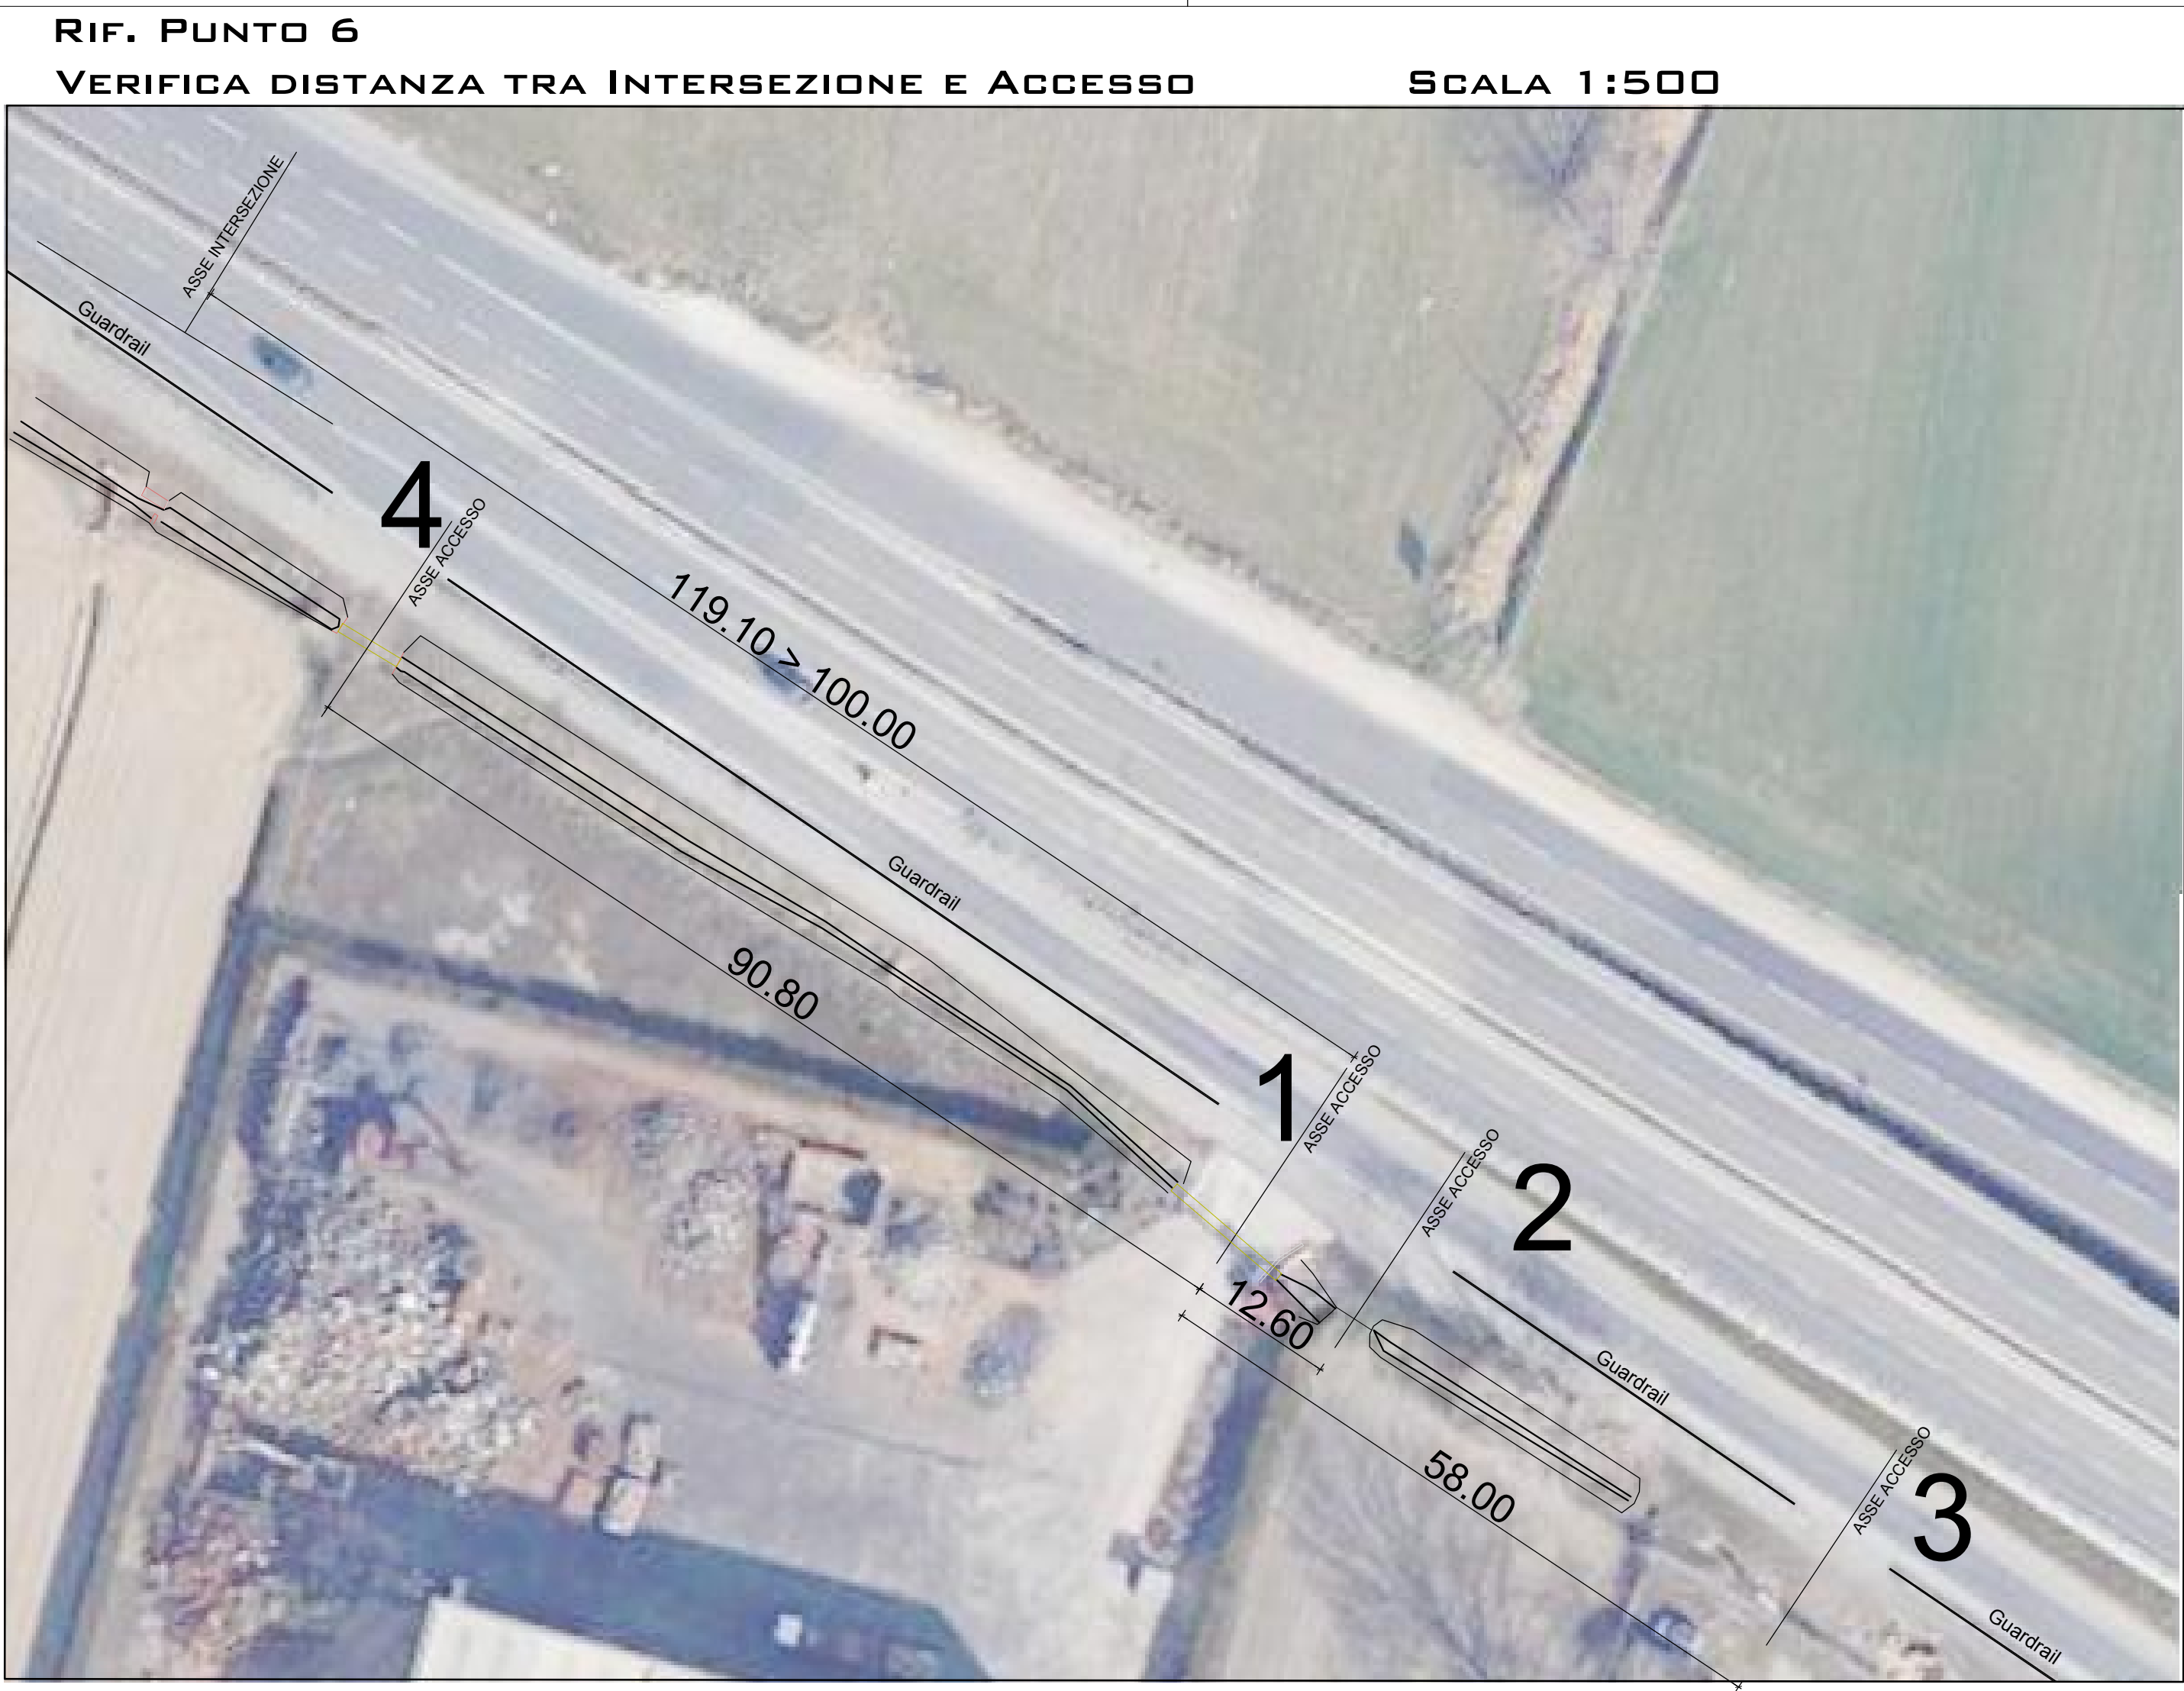 Rif. Punto 6
Verifica distanza tra Intersezione e Accesso
Scala 1:500
ASSE INTERSEZIONE
Guardrail
4
ASSE ACCESSO
119.10 > 100.00
Guardrail
90.80
1
ASSE ACCESSO
2
ASSE ACCESSO
12.60
Guardrail
58.00
3
ASSE ACCESSO
Guardrail